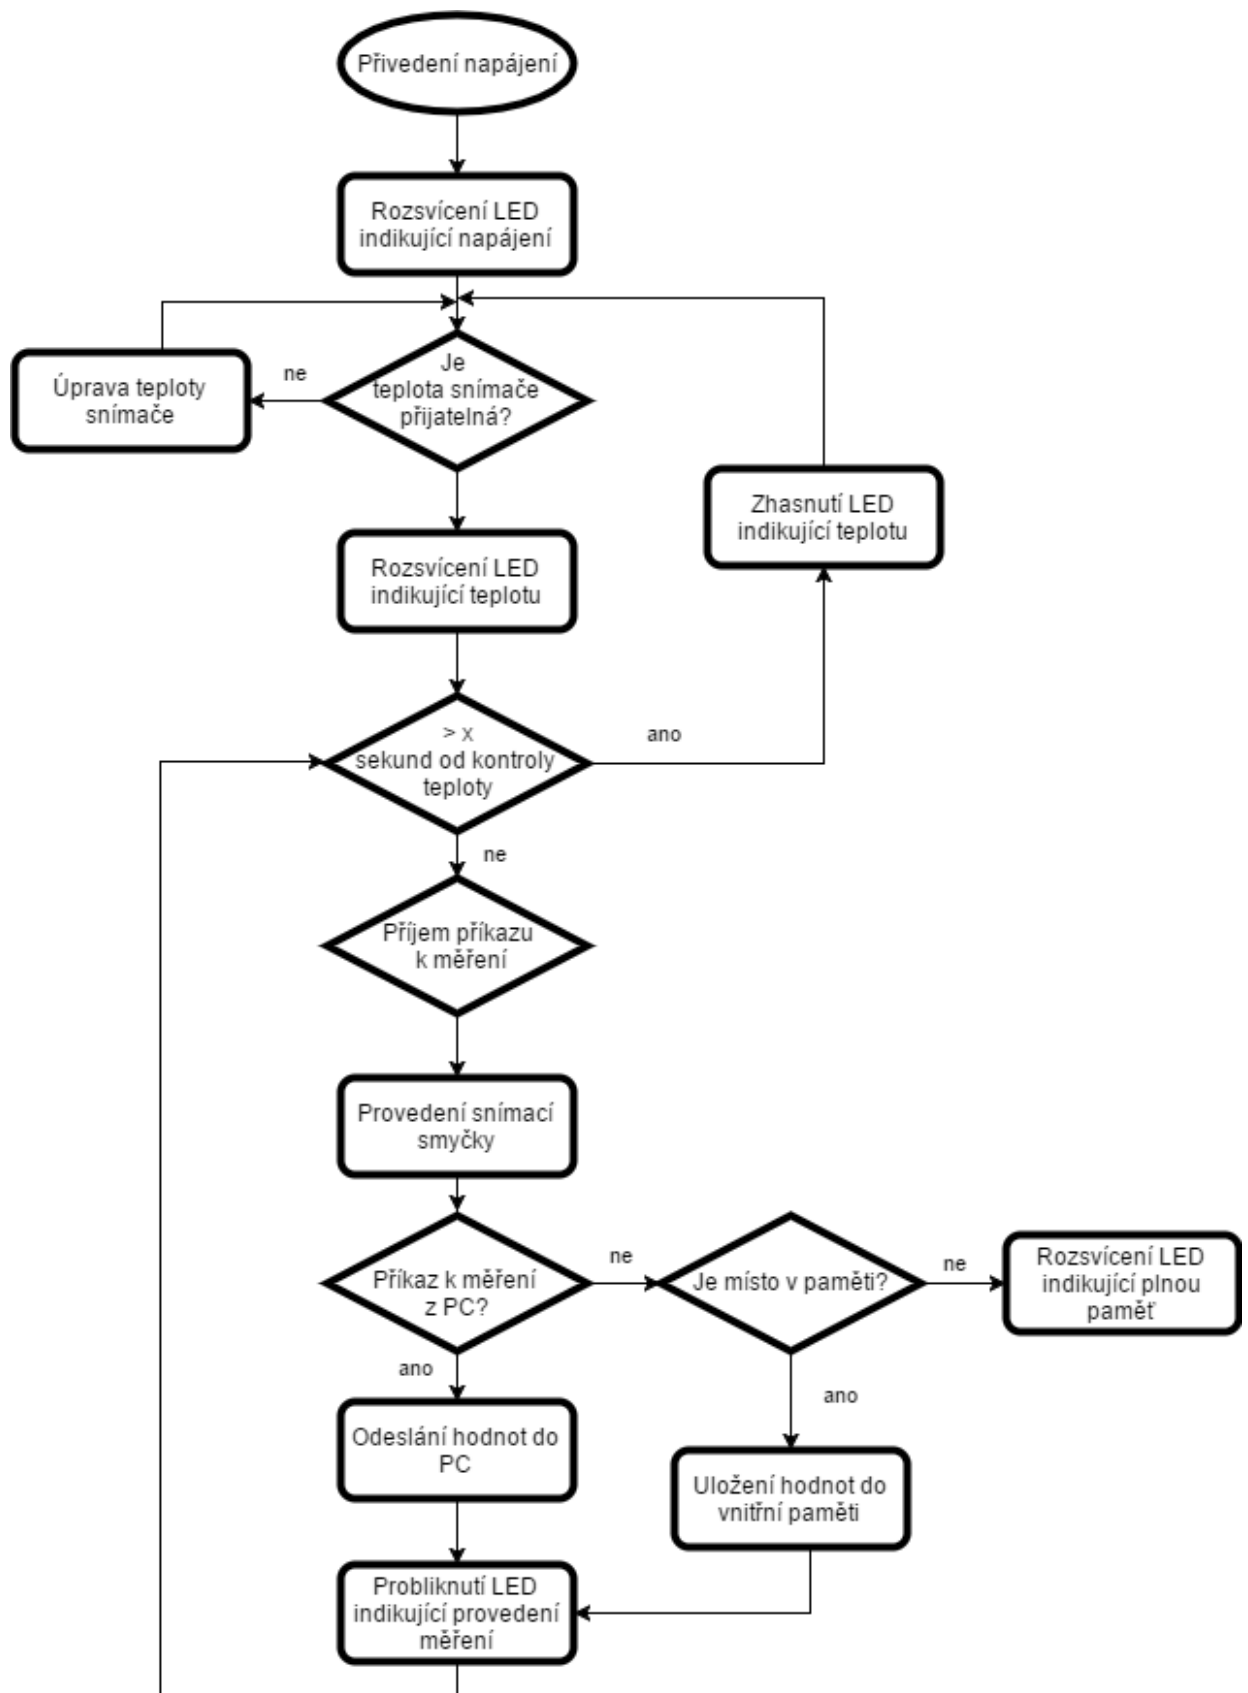 Přivedení napájení
Rozsvícení LED
indikující napájení
Je
teplota snímače
přijatelná?
ne
Úprava teploty
snímače
Zhasnutí LED
indikující teplotu
Rozsvícení LED
indikující teplotu
> x
sekund od kontroly
teploty
ano
ne
Příjem příkazu
k měření
Provedení snímací
smyčky
Příkaz k měření
z PC?
ne
Je místo v paměti?
ne
Rozsvícení LED
indikující plnou
paměť
ano
ano
Odeslání hodnot do
PC
Uložení hodnot do
vnitřní paměti
Probliknutí LED
indikující provedení
měření